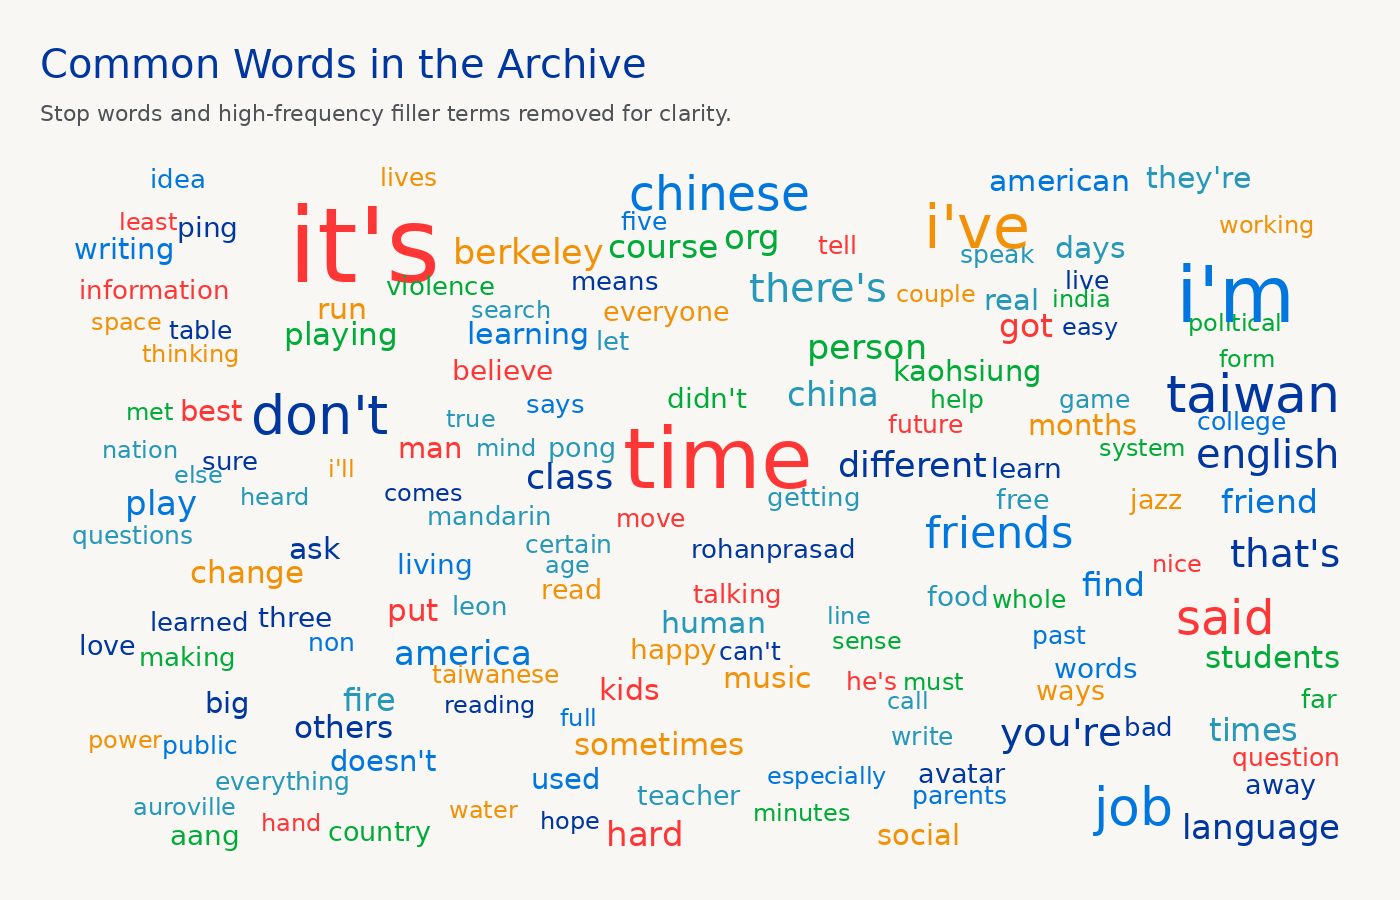 Common Words in the Archive
Stop words and high-frequency filler terms removed for clarity.
idea lives chinese american they're
least ping it's five i've working
writing berkeley course org tell speak days
information violence means there's couple real live india i'm
space table run search everyone got easy political
thinking playing learning let person form
believe kaohsiung
met best don't true says didn't china help game taiwan
nation man mind pong time future months college
else sure i'll class different learn system english
play heard comes mandarin getting free jazz friend
questions move friends
change ask living certain age rohanprasad nice that's
read talking food whole find
learned three put leon human line said
love making non america happy can't sense past students
taiwanese music words
big fire reading kids he's must call ways far
others full you're bad times
power public doesn't sometimes write question
everything used especially avatar away
auroville water teacher parents job
aang hand country hope hard minutes social language